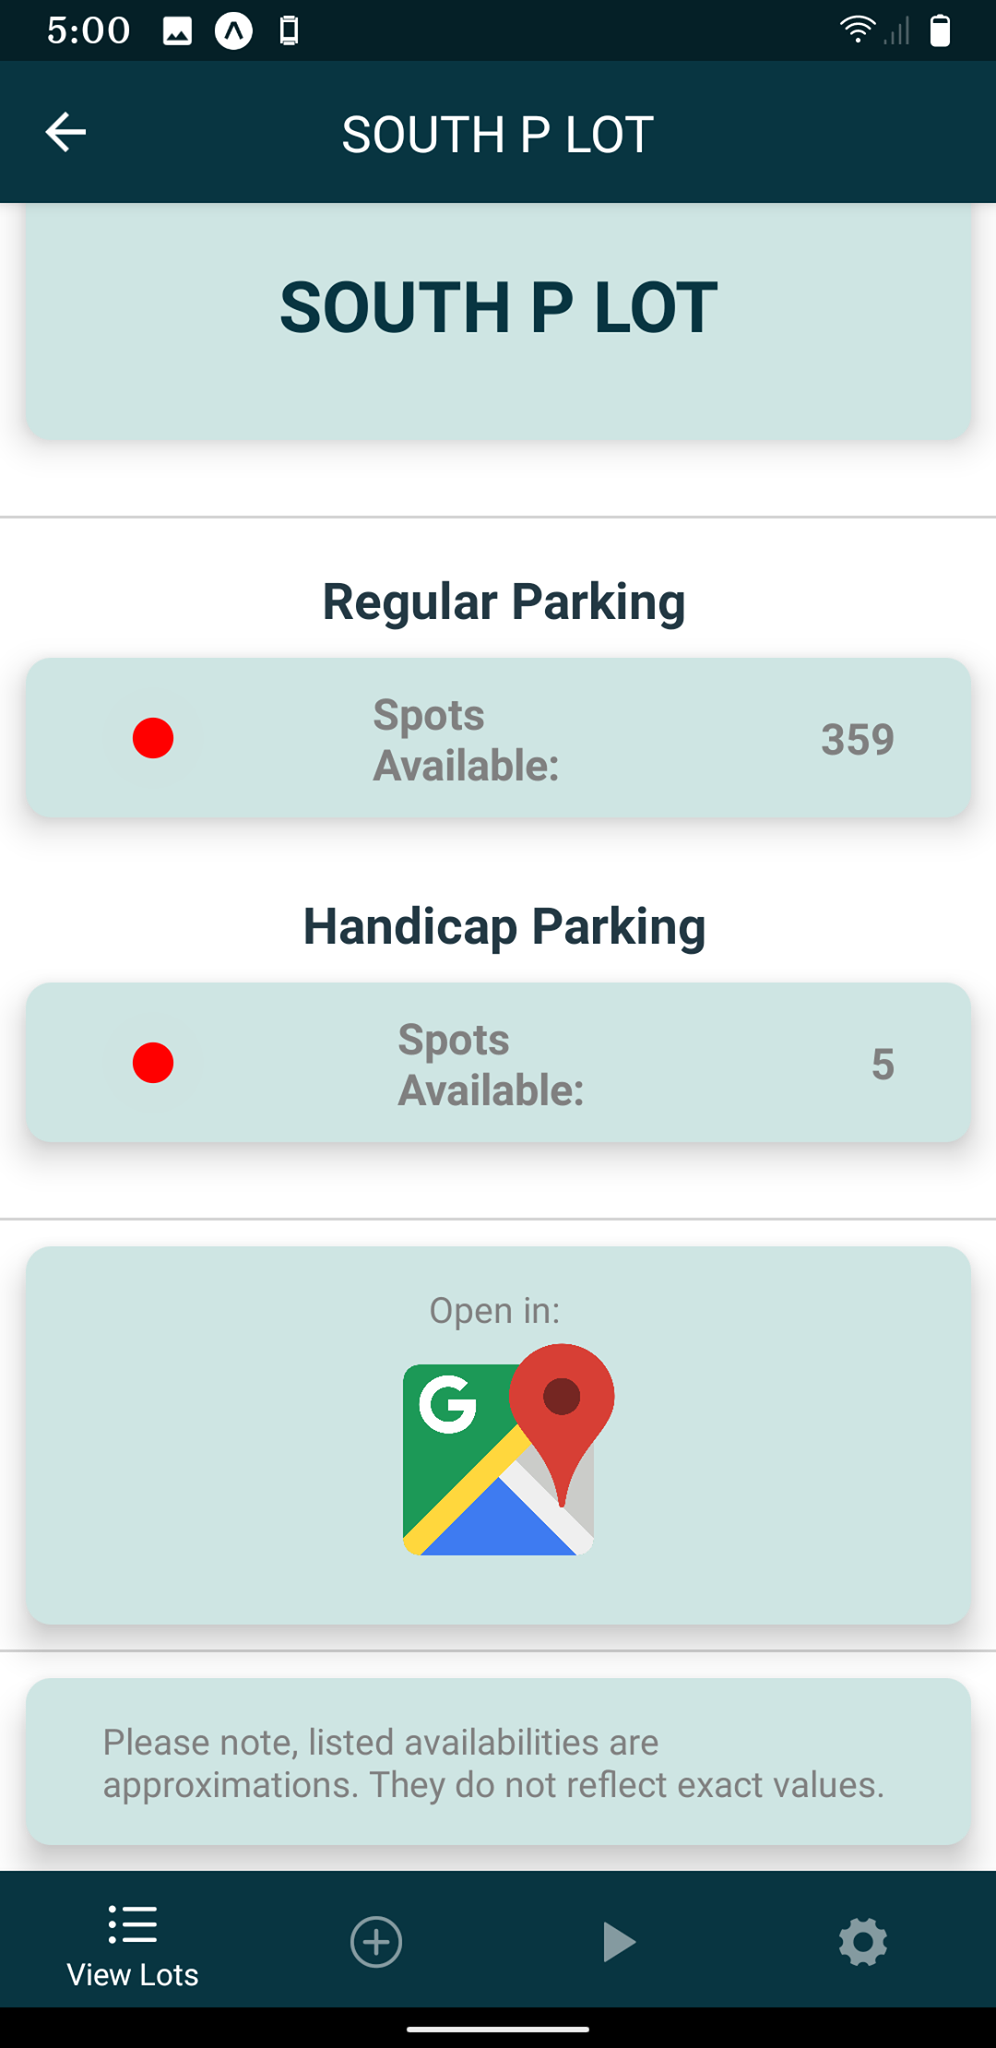 5:00
SOUTH P LOT
SOUTH P LOT
Regular Parking
Spots
Available:
359
Handicap Parking
Spots
Available:
5
Open in:
G
Please note, listed availabilities are
approximations. They do not reflect exact values.
View Lots